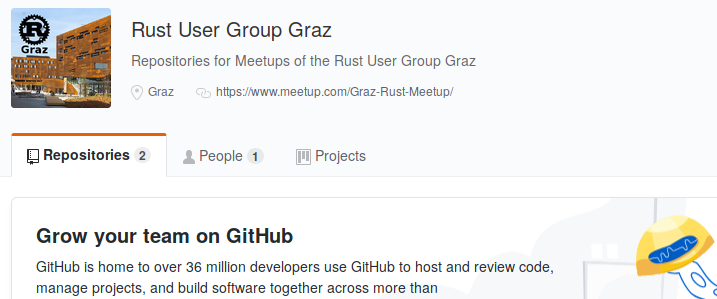 R
Graz
Rust User Group Graz
Repositories for Meetups of the Rust User Group Graz
Graz https://www.meetup.com/Graz-Rust-Meetup/
Repositories 2 People 1 Projects
Grow your team on GitHub
GitHub is home to over 36 million developers use GitHub to host and review code,
manage projects, and build software together across more than